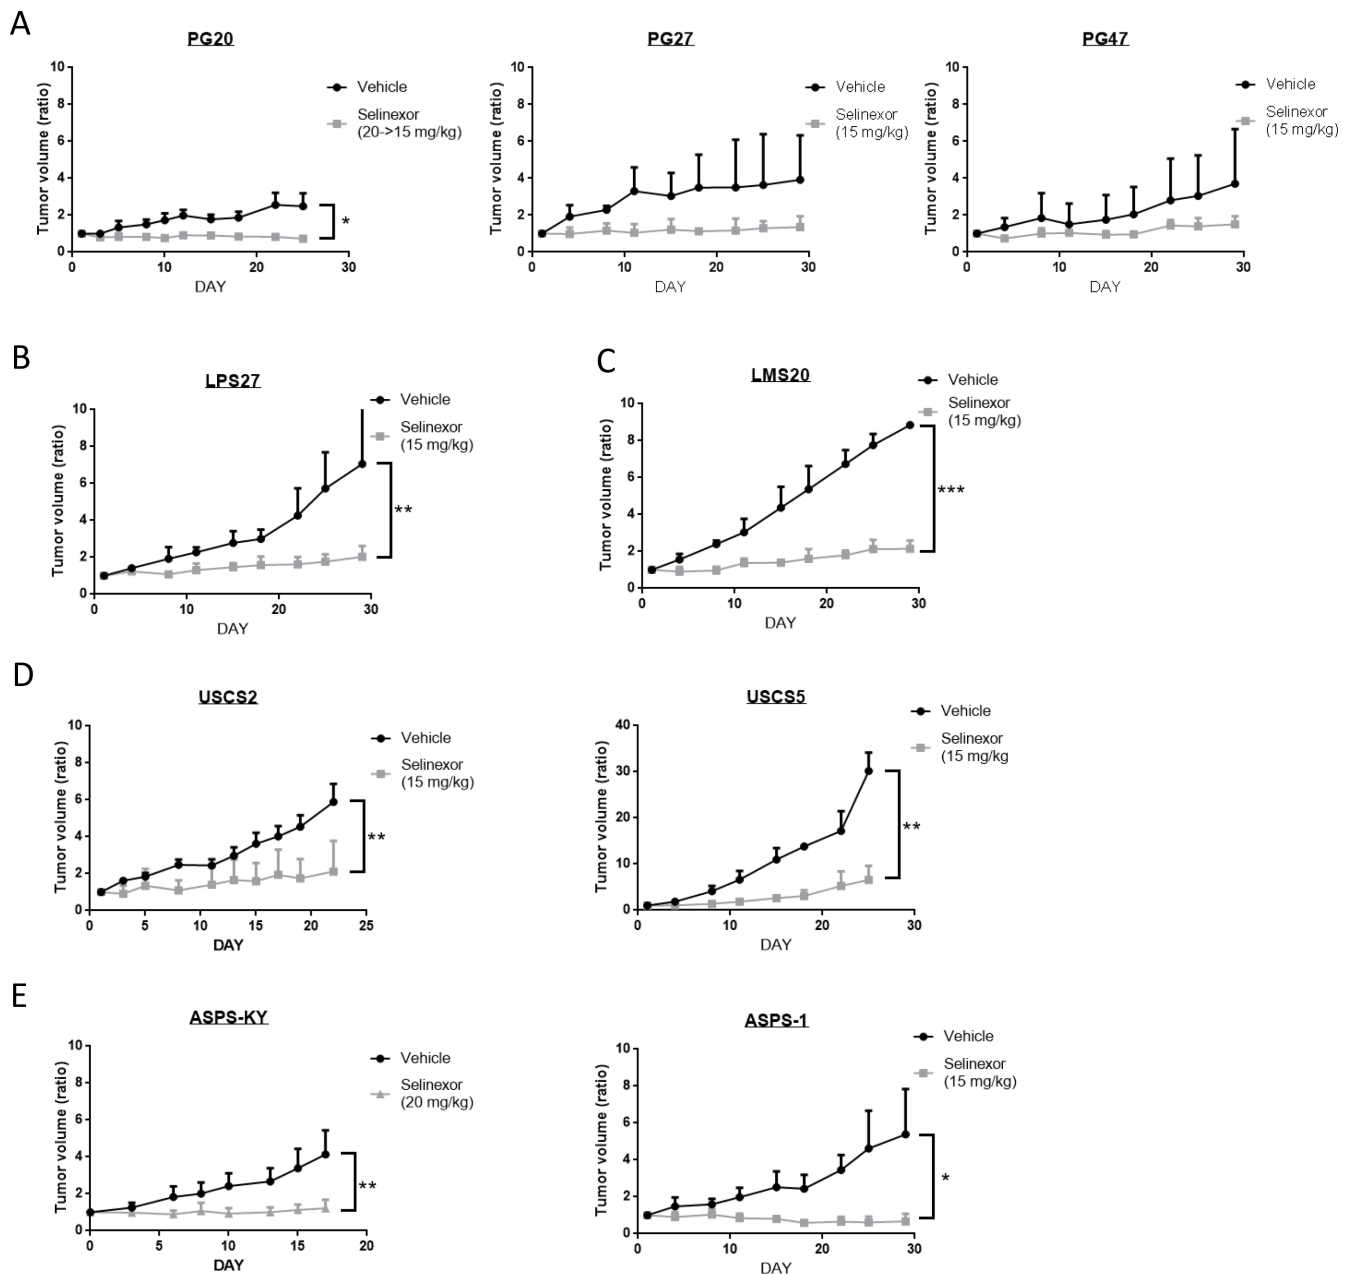 A
PG20
Tumor volume (ratio)
10
8
6
4
2
0
0 10 20 30
DAY
Vehicle
Selinexor
(20->15 mg/kg)
*
PG27
Tumor volume (ratio)
10
8
6
4
2
0
0 10 20 30
DAY
Vehicle
Selinexor
(15 mg/kg)
PG47
Tumor volume (ratio)
10
8
6
4
2
0
0 10 20 30
DAY
Vehicle
Selinexor
(15 mg/kg)
B
LPS27
Tumor volume (ratio)
10
8
6
4
2
0
0 10 20 30
DAY
Vehicle
Selinexor
(15 mg/kg)
**
C
LMS20
Tumor volume (ratio)
10
8
6
4
2
0
0 10 20 30
DAY
Vehicle
Selinexor
(15 mg/kg)
***
D
USCS2
Tumor volume (ratio)
10
8
6
4
2
0
0 5 10 15 20 25
DAY
Vehicle
Selinexor
(15 mg/kg)
**
USCS5
Tumor volume (ratio)
40
30
20
10
0
0 10 20 30
DAY
Vehicle
Selinexor
(15 mg/kg
**
E
ASPS-KY
Tumor volume (ratio)
10
8
6
4
2
0
0 5 10 15 20
DAY
Vehicle
Selinexor
(20 mg/kg)
**
ASPS-1
Tumor volume (ratio)
10
8
6
4
2
0
0 10 20 30
DAY
Vehicle
Selinexor
(15 mg/kg)
*